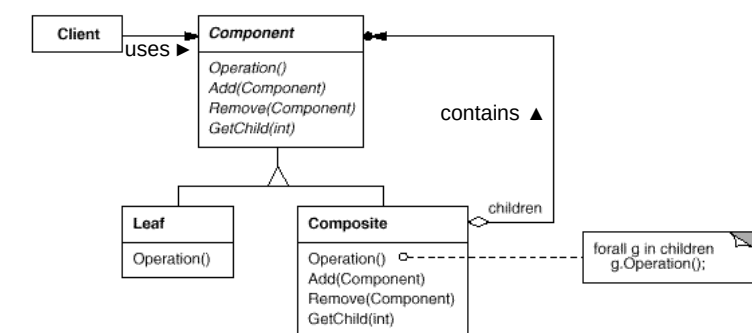 Client
uses ►
Component
Operation()
Add(Component)
Remove(Component)
GetChild(int)
contains ▲
Leaf
Operation()
Composite
Operation()
Add(Component)
Remove(Component)
GetChild(int)
children
forall g in children
g.Operation();